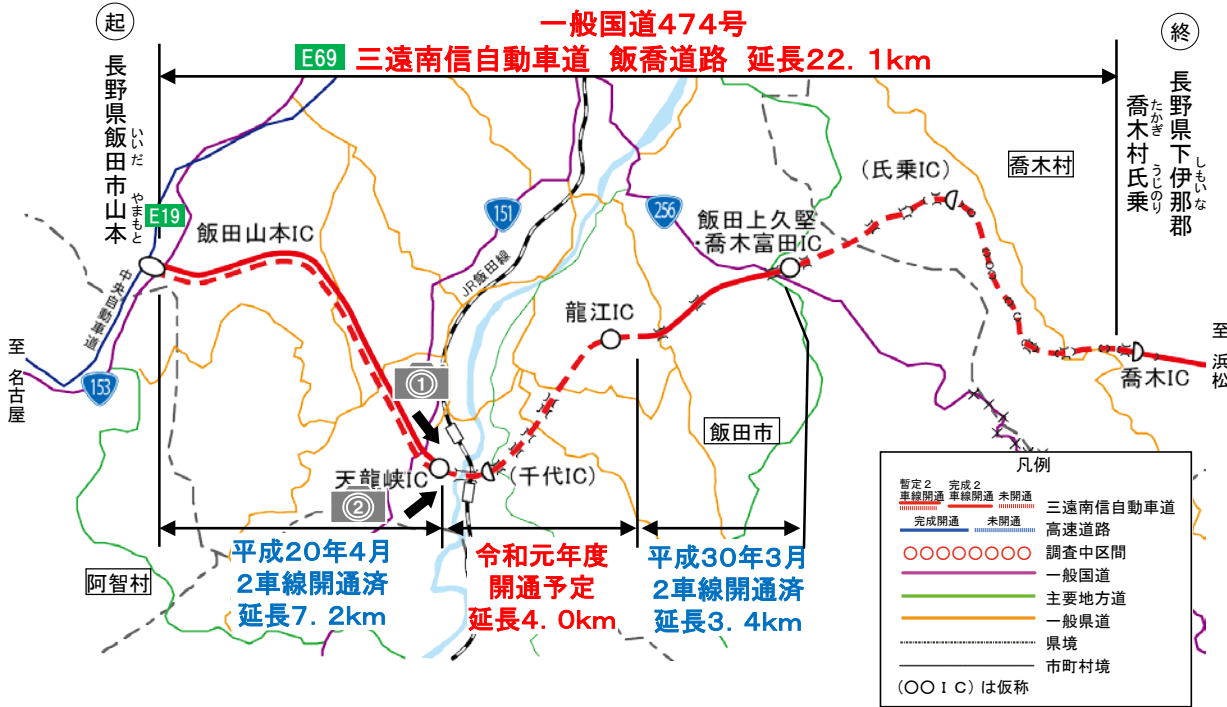 一般国道474号
E69 三遠南信自動車道 飯喬道路 延長22.1km
起
長野県飯田市山本
いいだ
やまもと
終
長野県下伊那郡
しもいな
喬木村氏乗
たかぎ
うじのり
E19
飯田山本IC
中央自動車道
至 名古屋
153
151
JR飯田線
256
飯田上久堅
・喬木富田IC
(氏乗IC)
喬木村
龍江IC
喬木IC
至 浜松
①
天龍峡IC
(千代IC)
②
飯田市
阿智村
平成20年4月
2車線開通済
延長7.2km
令和元年度
開通予定
延長4.0km
平成30年3月
2車線開通済
延長3.4km
凡例
暫定2
車線開通
完成2
車線開通
未開通
三遠南信自動車道
完成開通
未開通
高速道路
調査中区間
一般国道
主要地方道
一般県道
県境
市町村境
(○○IC)は仮称